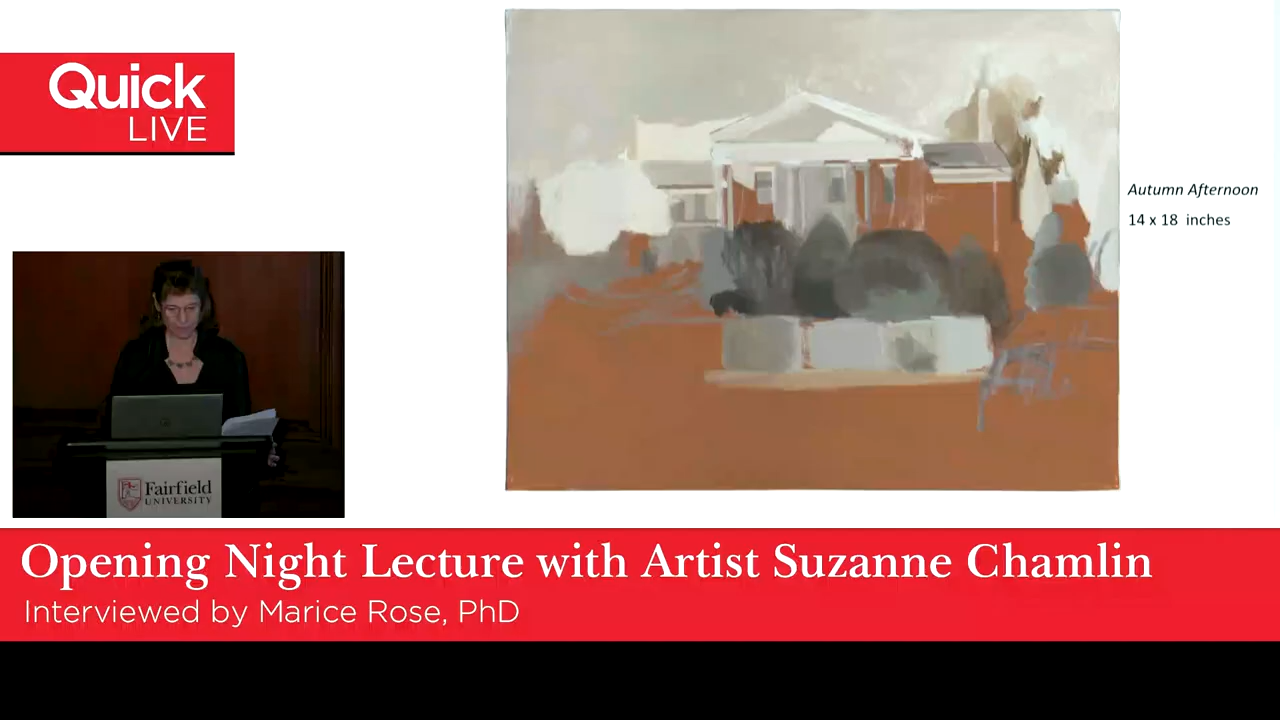 Quick
LIVE
Autumn Afternoon
14 x 18 inches
Fairfield
UNIVERSITY
Opening Night Lecture with Artist Suzanne Chamlin
Interviewed by Marice Rose, PhD